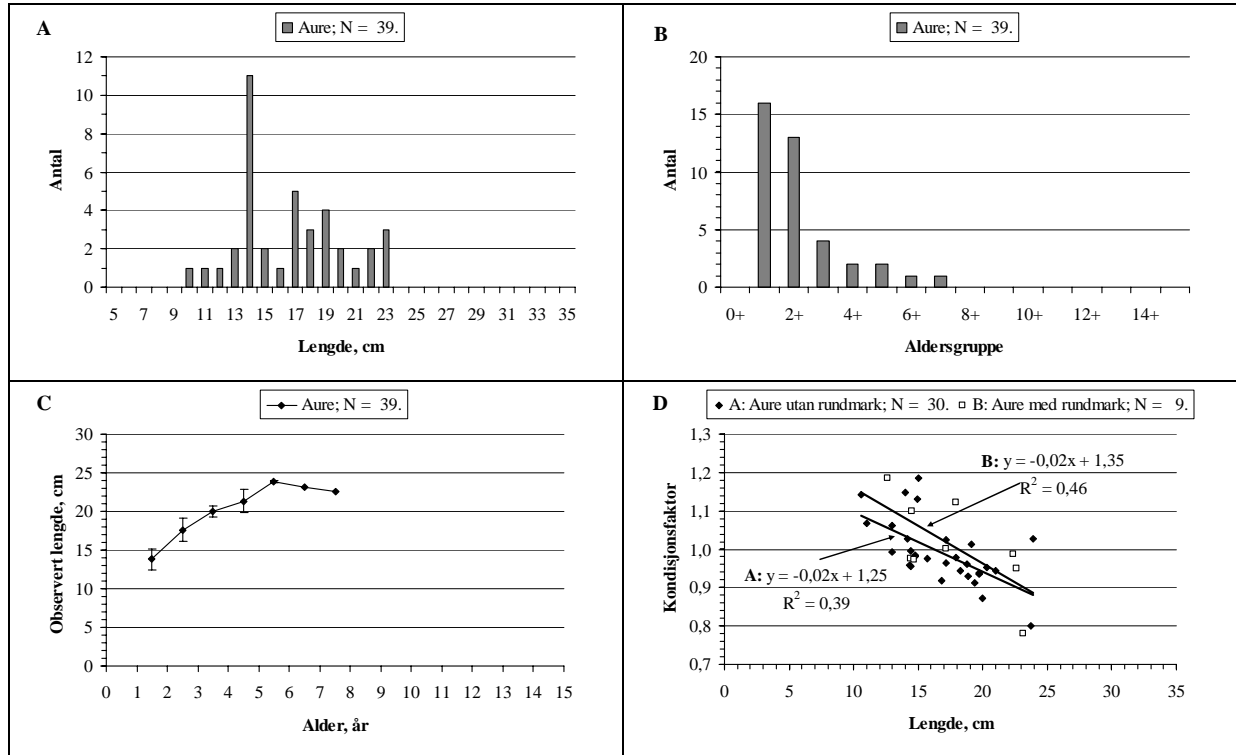 A
Aure; N = 39.
Antal
12
10
8
6
4
2
0
5 7 9 11 13 15 17 19 21 23 25 27 29 31 33 35
Lengde, cm
B
Aure; N = 39.
Antal
20
15
10
5
0
0+ 2+ 4+ 6+ 8+ 10+ 12+ 14+
Aldersgruppe
C
Aure; N = 39.
Observert lengde, cm
30
25
20
15
10
5
0
0 1 2 3 4 5 6 7 8 9 10 11 12 13 14 15
Alder, år
D
A: Aure utan rundmark; N = 30. B: Aure med rundmark; N = 9.
Kondisjonsfaktor
1,3
1,2
1,1
1,0
0,9
0,8
0,7
B: y = -0,02x + 1,35
R² = 0,46
A: y = -0,02x + 1,25
R² = 0,39
0 5 10 15 20 25 30 35
Lengde, cm